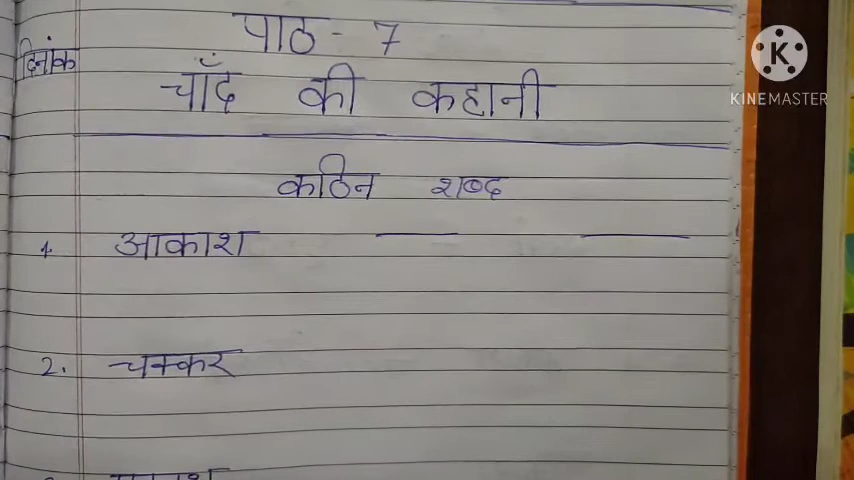 पाठ - 7
दिनांक
चाँद की कहानी
कठिन शब्द
1. आकाश
2. चक्कर
K
KINEMASTER